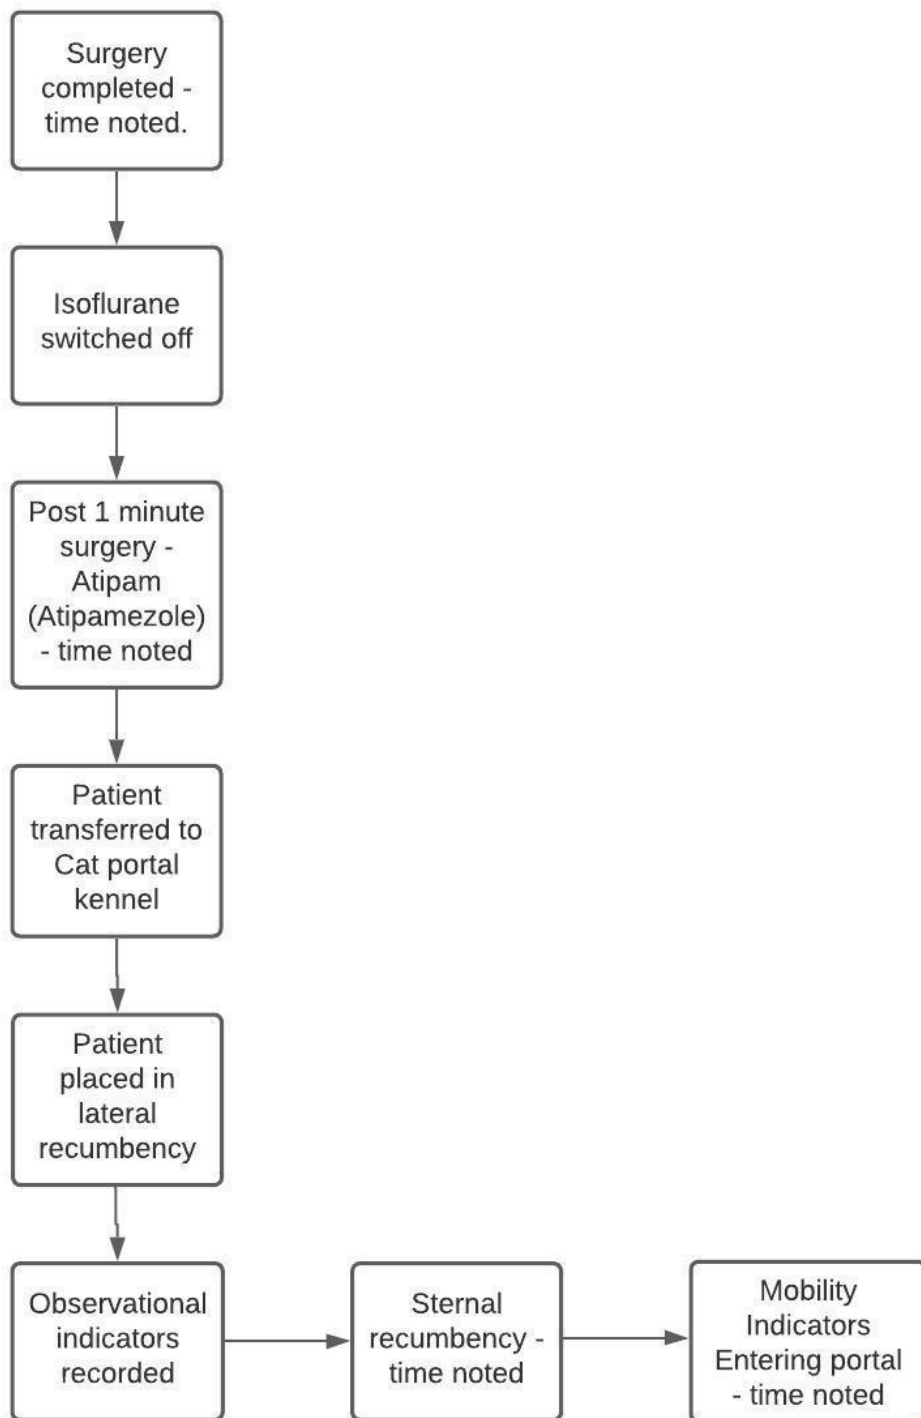 Surgery
completed -
time noted.
Isoflurane
switched off
Post 1 minute
surgery -
Atipam
(Atipamezole)
- time noted
Patient
transferred to
Cat portal
kennel
Patient
placed in
lateral
recumbency
Observational
indicators
recorded
Sternal
recumbency -
time noted
Mobility
Indicators
Entering portal
- time noted